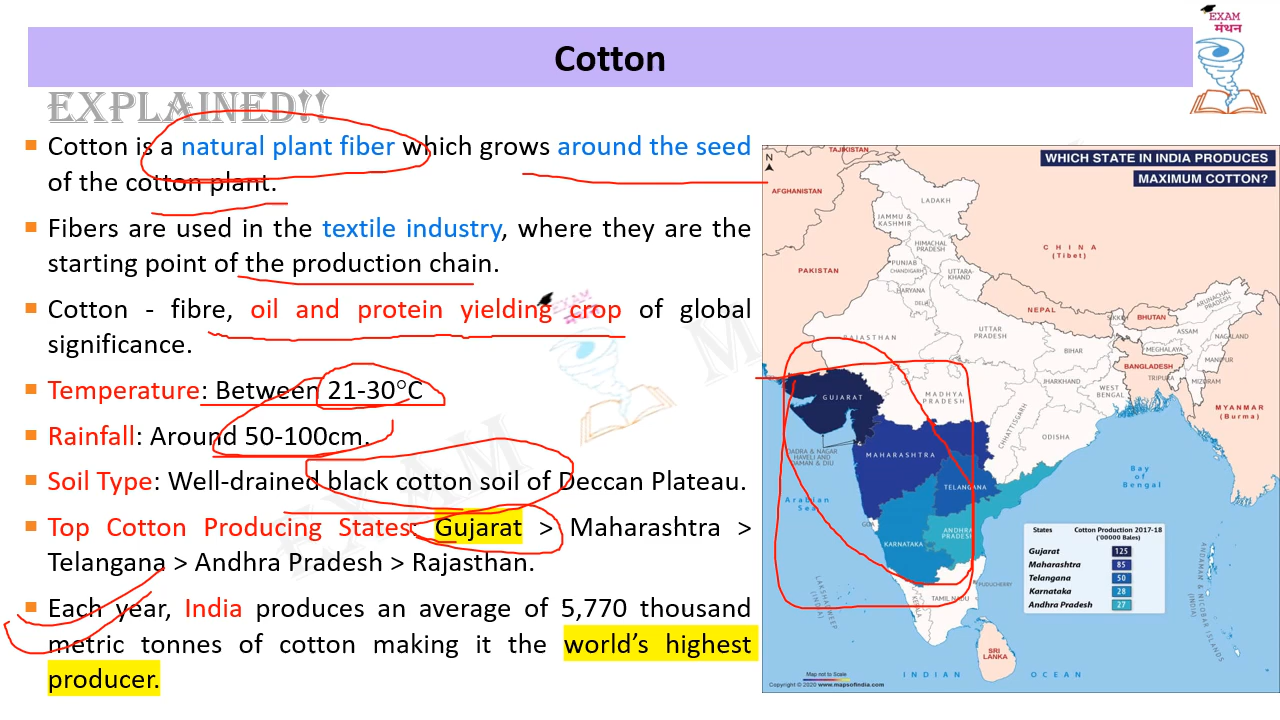 Cotton
EXAM
मंथन
EXPLAINED!!
Cotton is a natural plant fiber which grows around the seed
of the cotton plant.
Fibers are used in the textile industry, where they are the
starting point of the production chain.
Cotton - fibre, oil and protein yielding crop of global
significance.
Temperature: Between 21-30°C
Rainfall: Around 50-100cm.
Soil Type: Well-drained black cotton soil of Deccan Plateau.
Top Cotton Producing States: Gujarat > Maharashtra >
Telangana > Andhra Pradesh > Rajasthan.
Each year, India produces an average of 5,770 thousand
metric tonnes of cotton making it the world's highest
producer.
WHICH STATE IN INDIA PRODUCES
MAXIMUM COTTON?
N
TAJIKISTAN
AFGHANISTAN
LADAKH
JAMMU &
KASHMIR
HIMACHAL
PRADESH
CHINA
(Tibet)
PUNJAB
CHANDIGARH
PAKISTAN
UTTARA-
KHAND
HARYANA
DELHI
NEPAL
ARUNACHAL
PRADESH
SIKKIM
BHUTAN
RAJASTHAN
UTTAR
PRADESH
ASSAM
NAGALAND
BIHAR
MEGHALAYA
MANIPUR
BANGLADESH
TRIPURA
MIZORAM
JHARKHAND
WEST
BENGAL
GUJARAT
MADHYA
PRADESH
CHHATTISGARH
MYANMAR
(Burma)
ODISHA
DADRA & NAGAR
HAVELI AND
DAMAN & DIU
MAHARASHTRA
TELANGANA
Arabian
Sea
Bay
of
Bengal
GOA
ANDHRA
PRADESH
KARNATAKA
States
Cotton Production 2017-18
('00000 Bales)
Gujarat 125
Maharashtra 85
Telangana 50
Karnataka 28
Andhra Pradesh 27
LAKSHADWEEP
(INDIA)
KERALA
TAMIL NADU
PUDUCHERRY
ANDAMAN & NICOBAR ISLANDS
(INDIA)
SRI
LANKA
INDIAN OCEAN
Map not to Scale
Copyright © 2020 www.mapsofindia.com
EXAM